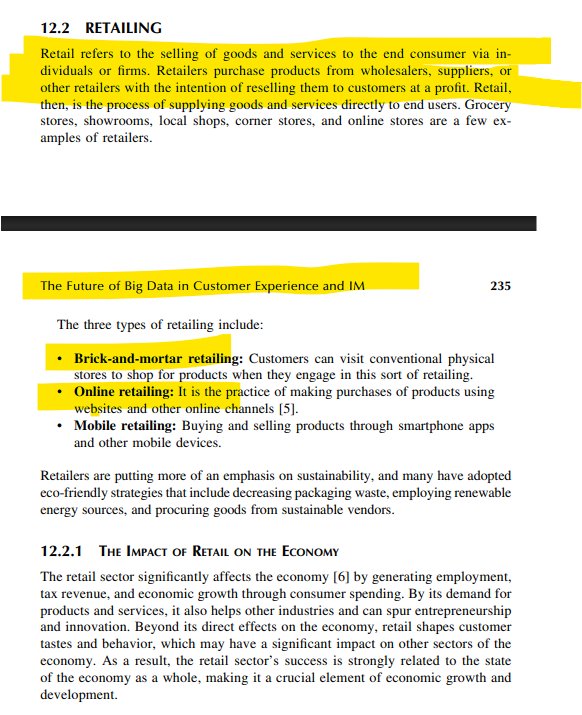 12.2 RETAILING
Retail refers to the selling of goods and services to the end consumer via in-
dividuals or firms. Retailers purchase products from wholesalers, suppliers, or
other retailers with the intention of reselling them to customers at a profit. Retail,
then, is the process of supplying goods and services directly to end users. Grocery
stores, showrooms, local shops, corner stores, and online stores are a few ex-
amples of retailers.
The Future of Big Data in Customer Experience and IM 235
The three types of retailing include:
• Brick-and-mortar retailing: Customers can visit conventional physical
stores to shop for products when they engage in this sort of retailing.
• Online retailing: It is the practice of making purchases of products using
websites and other online channels [5].
• Mobile retailing: Buying and selling products through smartphone apps
and other mobile devices.
Retailers are putting more of an emphasis on sustainability, and many have adopted
eco-friendly strategies that include decreasing packaging waste, employing renewable
energy sources, and procuring goods from sustainable vendors.
12.2.1 THE IMPACT OF RETAIL ON THE ECONOMY
The retail sector significantly affects the economy [6] by generating employment,
tax revenue, and economic growth through consumer spending. By its demand for
products and services, it also helps other industries and can spur entrepreneurship
and innovation. Beyond its direct effects on the economy, retail shapes customer
tastes and behavior, which may have a significant impact on other sectors of the
economy. As a result, the retail sector's success is strongly related to the state
of the economy as a whole, making it a crucial element of economic growth and
development.